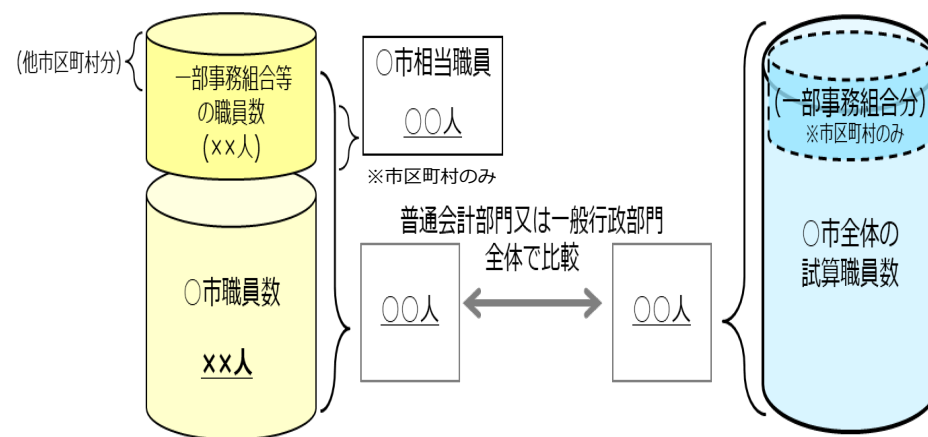 (他市区町村分)
一部事務組合等
の職員数
(××人)
○市相当職員
○○人
※市区町村のみ
○市職員数
××人
普通会計部門又は一般行政部門
全体で比較
○○人
○○人
(一部事務組合分)
※市区町村のみ
○市全体の
試算職員数